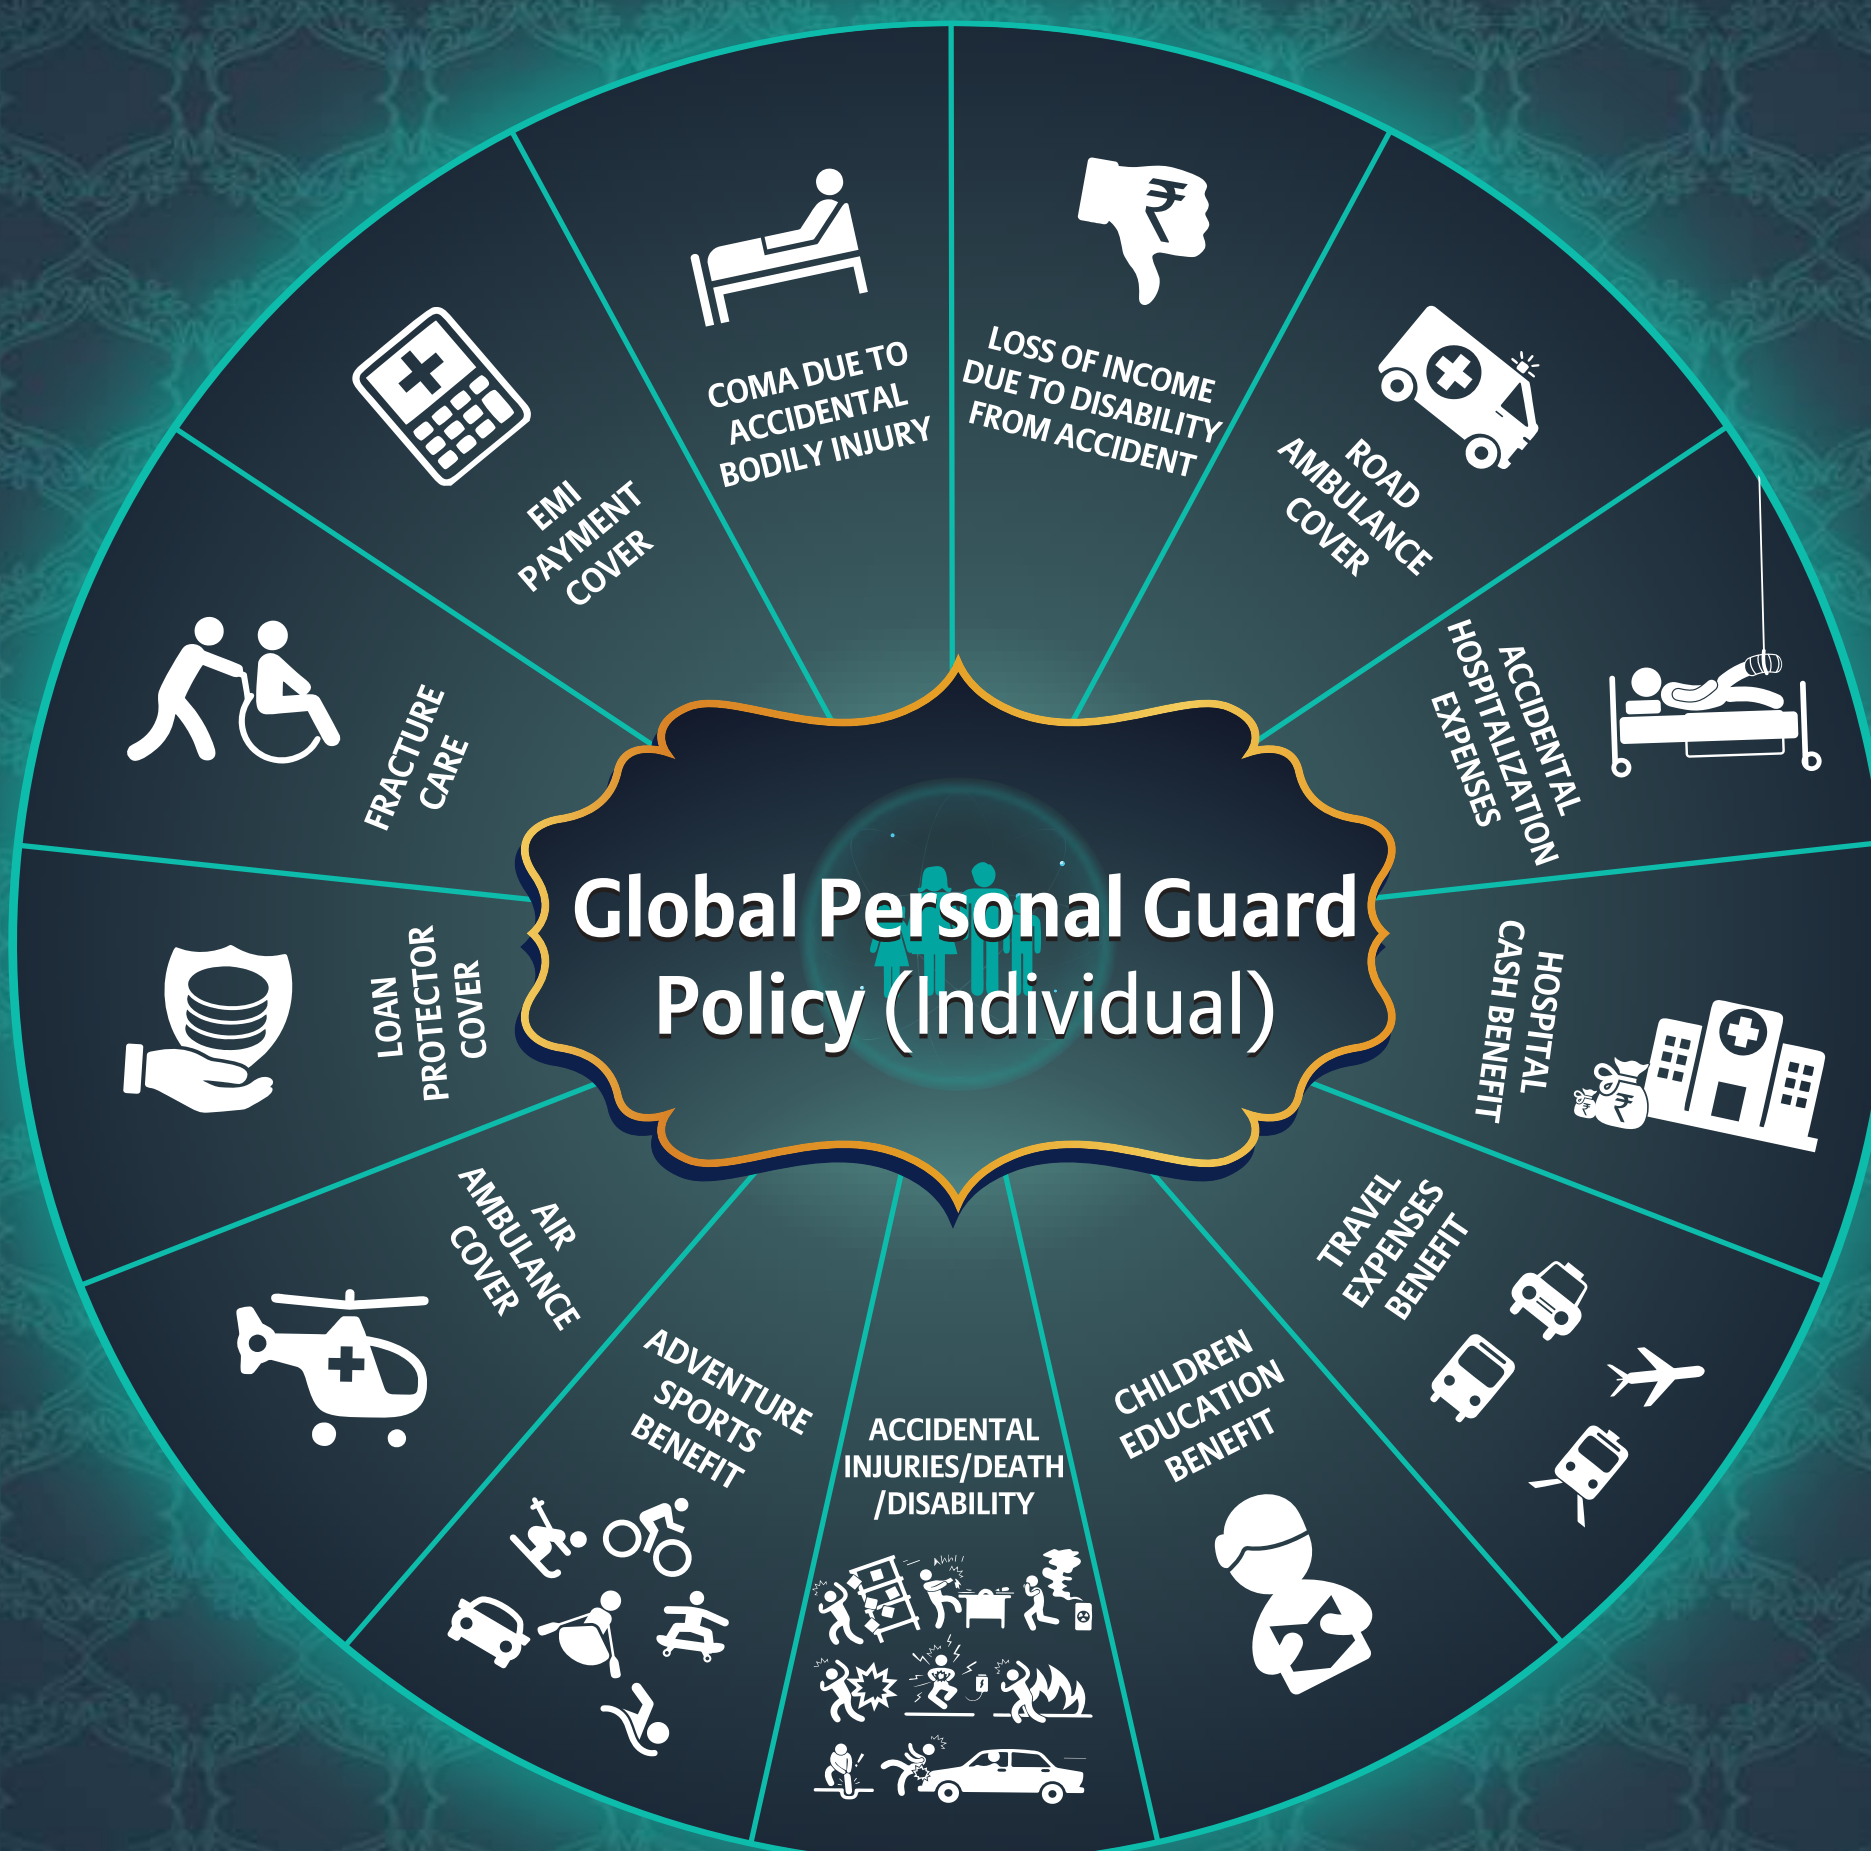 COMA DUE TO
ACCIDENTAL
BODILY INJURY
LOSS OF INCOME
DUE TO DISABILITY
FROM ACCIDENT
ROAD
AMBULANCE
COVER
ACCIDENTAL
HOSPITALIZATION
EXPENSES
HOSPITAL
CASH BENEFIT
TRAVEL
EXPENSES
BENEFIT
CHILDREN
EDUCATION
BENEFIT
ACCIDENTAL
INJURIES/DEATH
/DISABILITY
Ahhh!
ADVENTURE
SPORTS
BENEFIT
AIR
AMBULANCE
COVER
LOAN
PROTECTOR
COVER
FRACTURE
CARE
EMI
PAYMENT
COVER
Global Personal Guard
Policy (Individual)